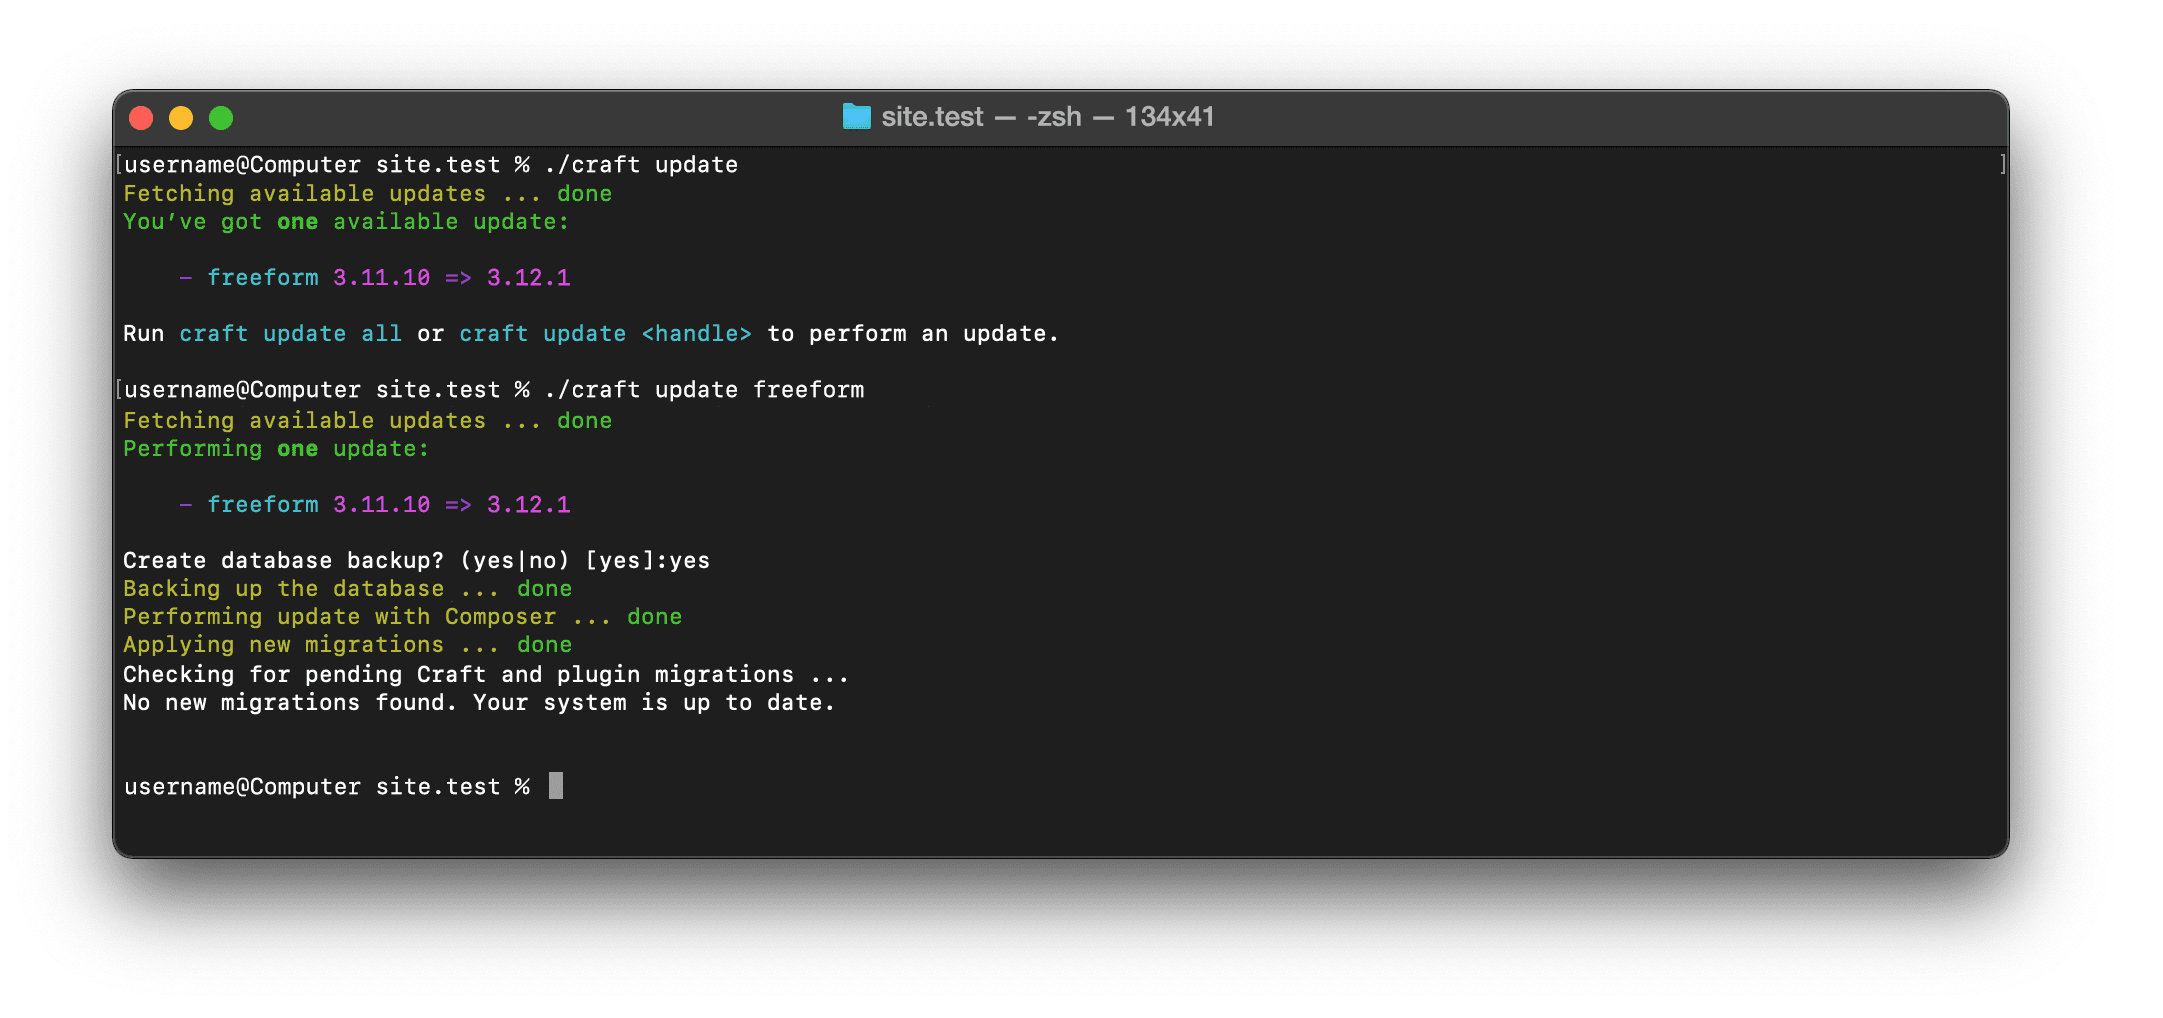 site.test — -zsh — 134x41
[username@Computer site.test % ./craft update ]
Fetching available updates ... done
You’ve got one available update:
– freeform 3.11.10 => 3.12.1
Run craft update all or craft update <handle> to perform an update.
[username@Computer site.test % ./craft update freeform
Fetching available updates ... done
Performing one update:
– freeform 3.11.10 => 3.12.1
Create database backup? (yes|no) [yes]:yes
Backing up the database ... done
Performing update with Composer ... done
Applying new migrations ... done
Checking for pending Craft and plugin migrations ...
No new migrations found. Your system is up to date.
username@Computer site.test %